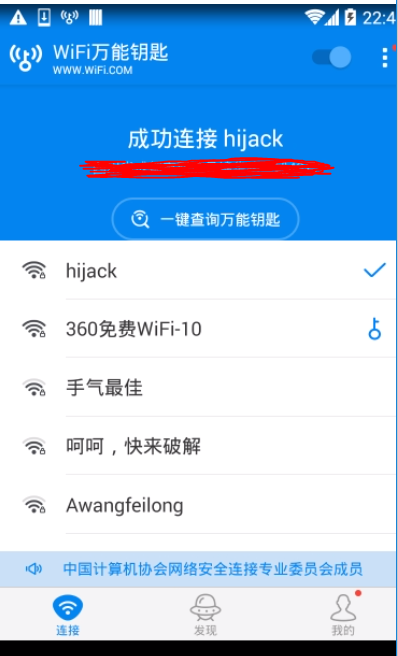 22:4
WiFi万能钥匙
WWW.WiFi.COM
成功连接 hijack
一键查询万能钥匙
hijack
360免费WiFi-10
手气最佳
呵呵，快来破解
Awangfeilong
中国计算机协会网络安全连接专业委员会成员
连接
发现
我的